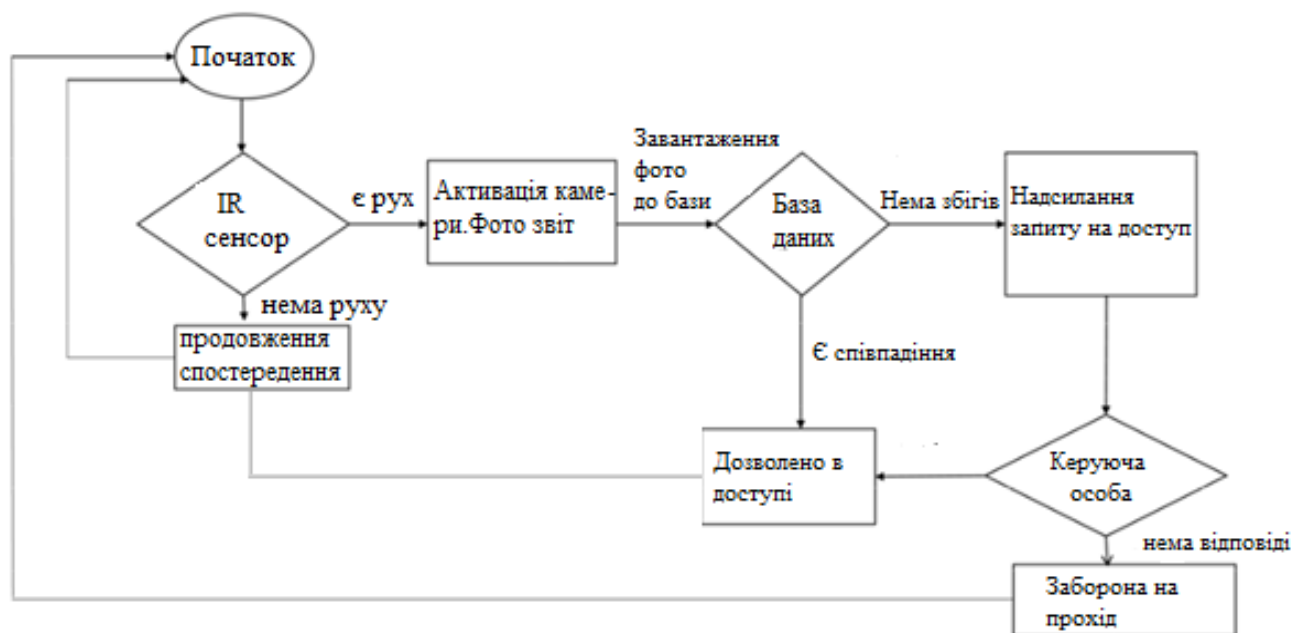 Початок
IR
сенсор
є рух
нема руху
продовження
спостередення
Активація каме-
ри.Фото звіт
Завантаження
фото
до бази
База
даних
Нема збігів
Надсилання
запиту на доступ
Є співпадіння
Дозволено в
доступі
Керуюча
особа
нема відповіді
Заборона на
прохід